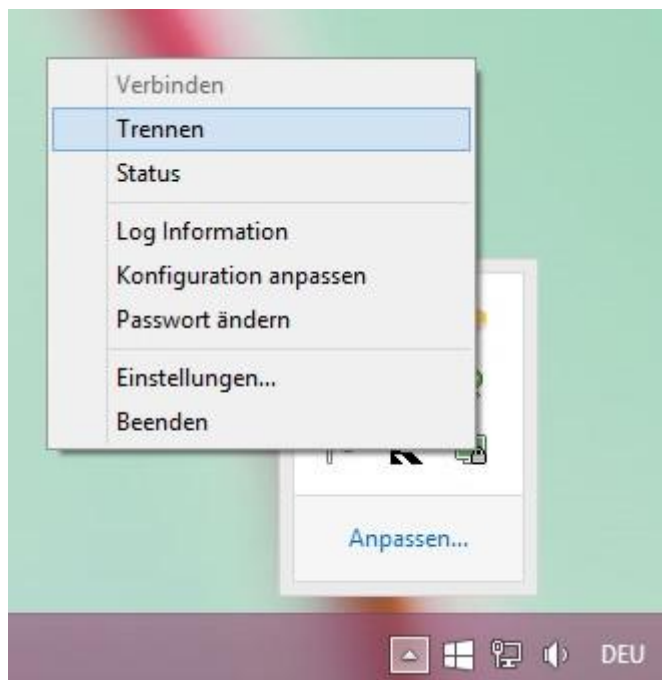 Verbinden
Trennen
Status
Log Information
Konfiguration anpassen
Passwort ändern
Einstellungen...
Beenden
Anpassen...
DEU